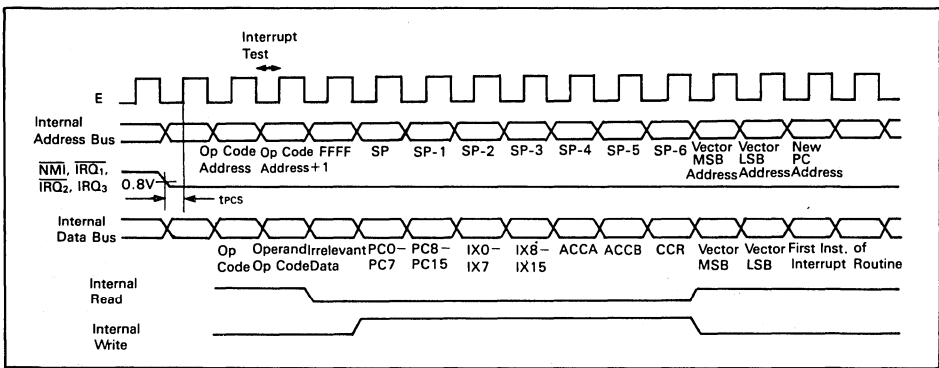 Interrupt
Test
E
Internal
Address Bus
Op Code Op Code FFFF SP SP-1 SP-2 SP-3 SP-4 SP-5 SP-6 Vector Vector New
Address Address+1 MSB LSB PC
Address Address Address
NMI, IRQ1,
IRQ2, IRQ3
0.8V
tPCS
Internal
Data Bus
Op Operand Irrelevant PC0– PC8– IX0– IX8– ACCA ACCB CCR Vector Vector First Inst. of
Code Op Code Data PC7 PC15 IX7 IX15 MSB LSB Interrupt Routine
Internal
Read
Internal
Write